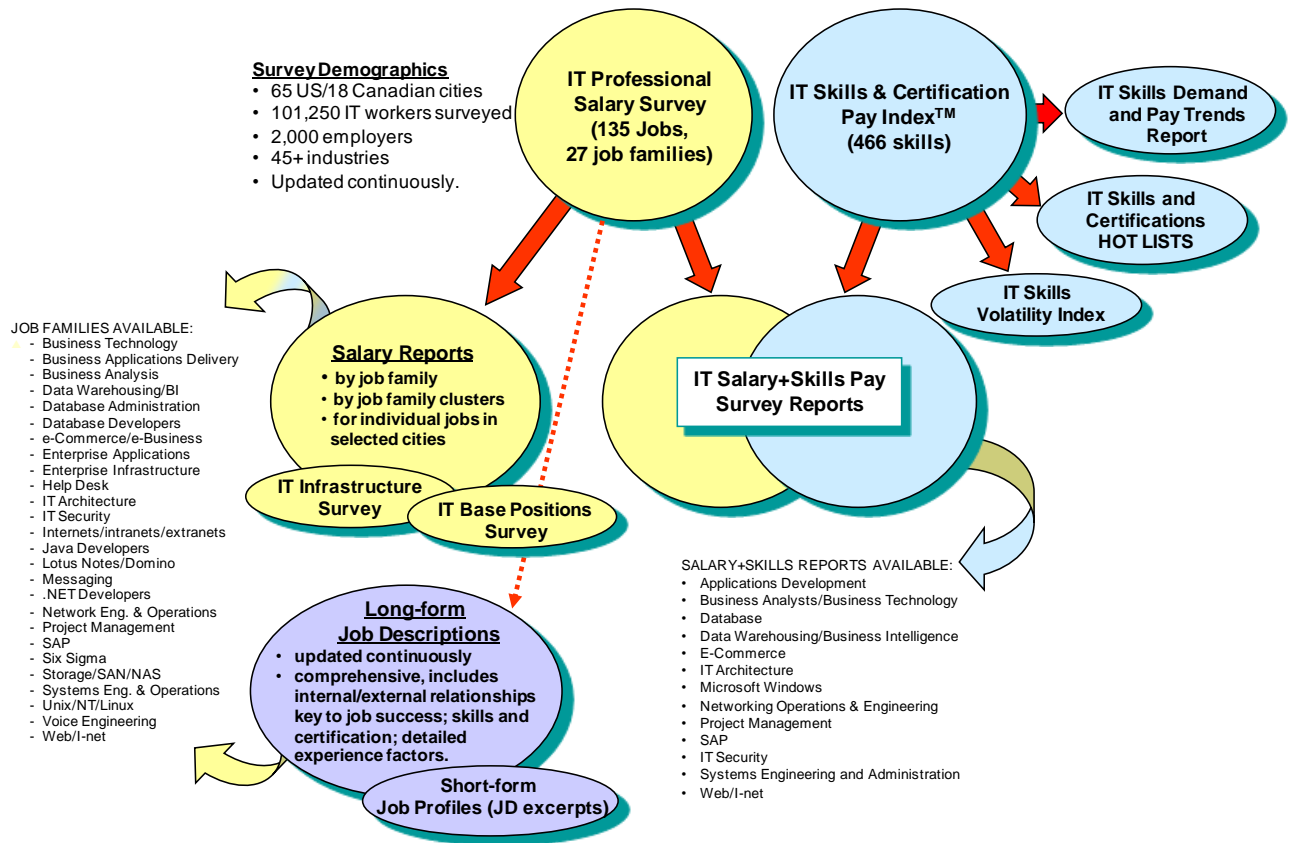 Survey Demographics
• 65 US/18 Canadian cities
• 101,250 IT workers surveyed
• 2,000 employers
• 45+ industries
• Updated continuously.
IT Professional
Salary Survey
(135 Jobs,
27 job families)
IT Skills & Certification
Pay Index™
(466 skills)
IT Skills Demand
and Pay Trends
Report
IT Skills and
Certifications
HOT LISTS
IT Skills
Volatility Index
JOB FAMILIES AVAILABLE:
- Business Technology
- Business Applications Delivery
- Business Analysis
- Data Warehousing/BI
- Database Administration
- Database Developers
- e-Commerce/e-Business
- Enterprise Applications
- Enterprise Infrastructure
- Help Desk
- IT Architecture
- IT Security
- Internets/intranets/extranets
- Java Developers
- Lotus Notes/Domino
- Messaging
- .NET Developers
- Network Eng. & Operations
- Project Management
- SAP
- Six Sigma
- Storage/SAN/NAS
- Systems Eng. & Operations
- Unix/NT/Linux
- Voice Engineering
- Web/I-net
Salary Reports
• by job family
• by job family clusters
• for individual jobs in
selected cities
IT Infrastructure
Survey
IT Base Positions
Survey
IT Salary+Skills Pay
Survey Reports
Long-form
Job Descriptions
• updated continuously
• comprehensive, includes
internal/external relationships
key to job success; skills and
certification; detailed
experience factors.
Short-form
Job Profiles (JD excerpts)
SALARY+SKILLS REPORTS AVAILABLE:
• Applications Development
• Business Analysts/Business Technology
• Database
• Data Warehousing/Business Intelligence
• E-Commerce
• IT Architecture
• Microsoft Windows
• Networking Operations & Engineering
• Project Management
• SAP
• IT Security
• Systems Engineering and Administration
• Web/I-net